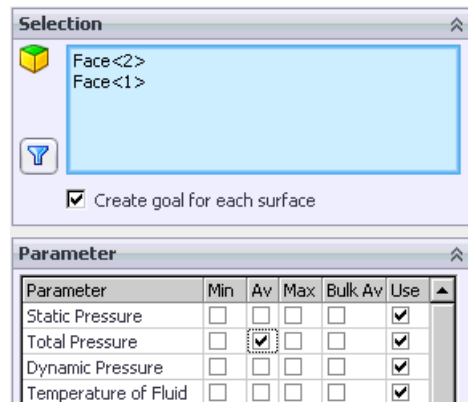 Selection
Face<2>
Face<1>
Create goal for each surface
Parameter
Parameter Min Av Max Bulk Av Use
Static Pressure
Total Pressure
Dynamic Pressure
Temperature of Fluid